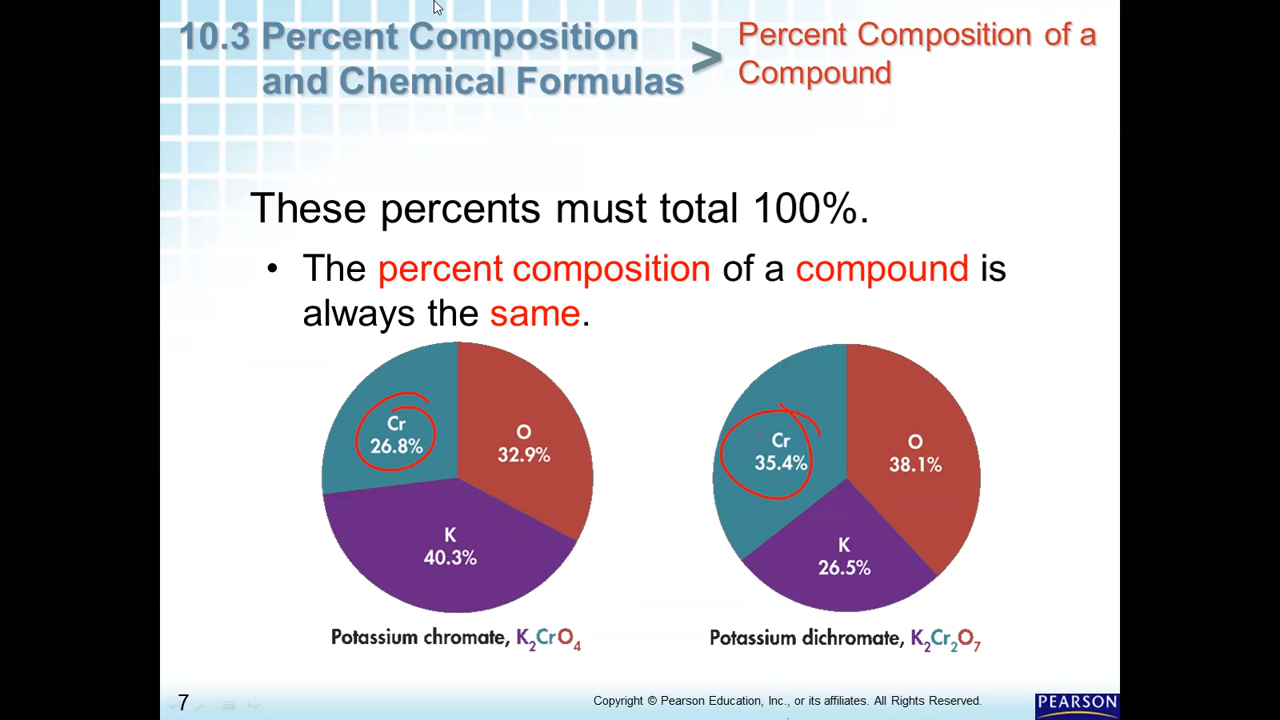 10.3 Percent Composition
and Chemical Formulas
>
Percent Composition of a
Compound
These percents must total 100%.
• The percent composition of a compound is
always the same.
Cr
26.8%
O
32.9%
K
40.3%
Potassium chromate, K₂CrO₄
Cr
35.4%
O
38.1%
K
26.5%
Potassium dichromate, K₂Cr₂O₇
7
Copyright © Pearson Education, Inc., or its affiliates. All Rights Reserved.
PEARSON